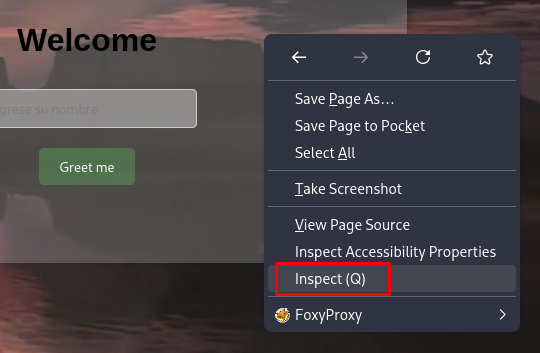 Welcome
grese su nombre
Greet me
Save Page As…
Save Page to Pocket
Select All
Take Screenshot
View Page Source
Inspect Accessibility Properties
Inspect (Q)
FoxyProxy